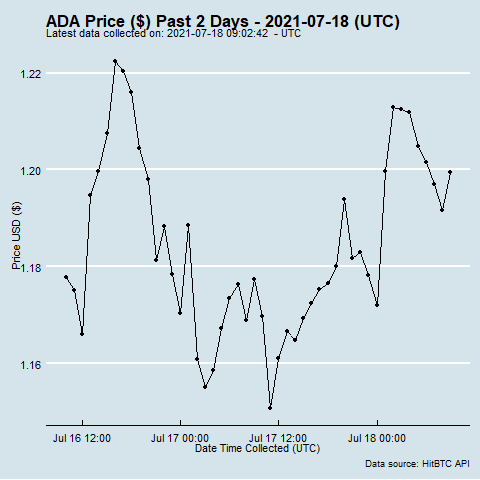 ADA Price ($) Past 2 Days - 2021-07-18 (UTC)
Latest data collected on: 2021-07-18 09:02:42 - UTC
1.22
1.20
1.18
1.16
Price USD ($)
Jul 16 12:00
Jul 17 00:00
Jul 17 12:00
Jul 18 00:00
Date Time Collected (UTC)
Data source: HitBTC API